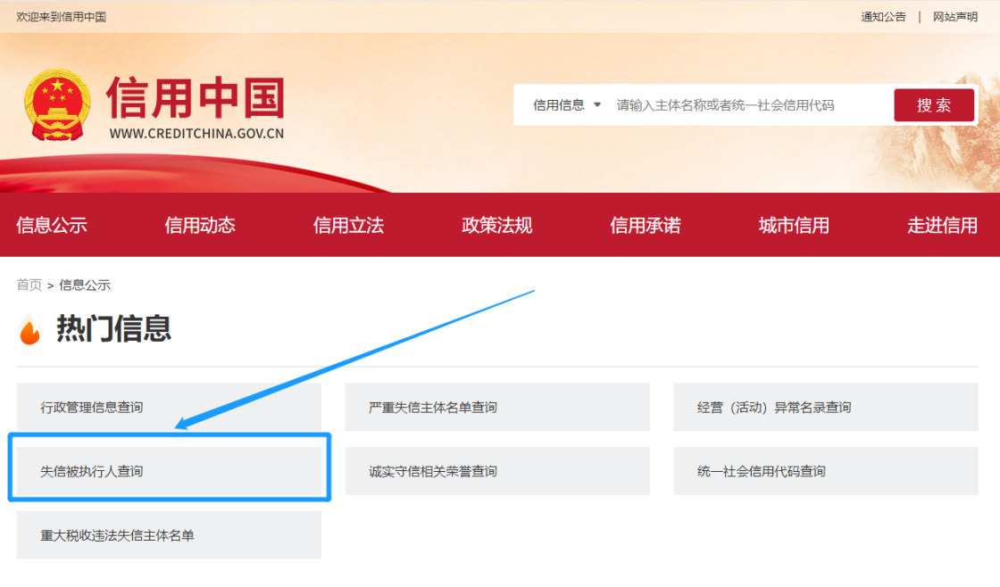 欢迎来到信用中国
通知公告 | 网站声明
信用中国
WWW.CREDITCHINA.GOV.CN
信用信息 请输入主体名称或者统一社会信用代码 搜索
信息公示 信用动态 信用立法 政策法规 信用承诺 城市信用 走进信用
首页 > 信息公示
热门信息
行政管理信息查询 严重失信主体名单查询 经营（活动）异常名录查询
失信被执行人查询 诚实守信相关荣誉查询 统一社会信用代码查询
重大税收违法失信主体名单